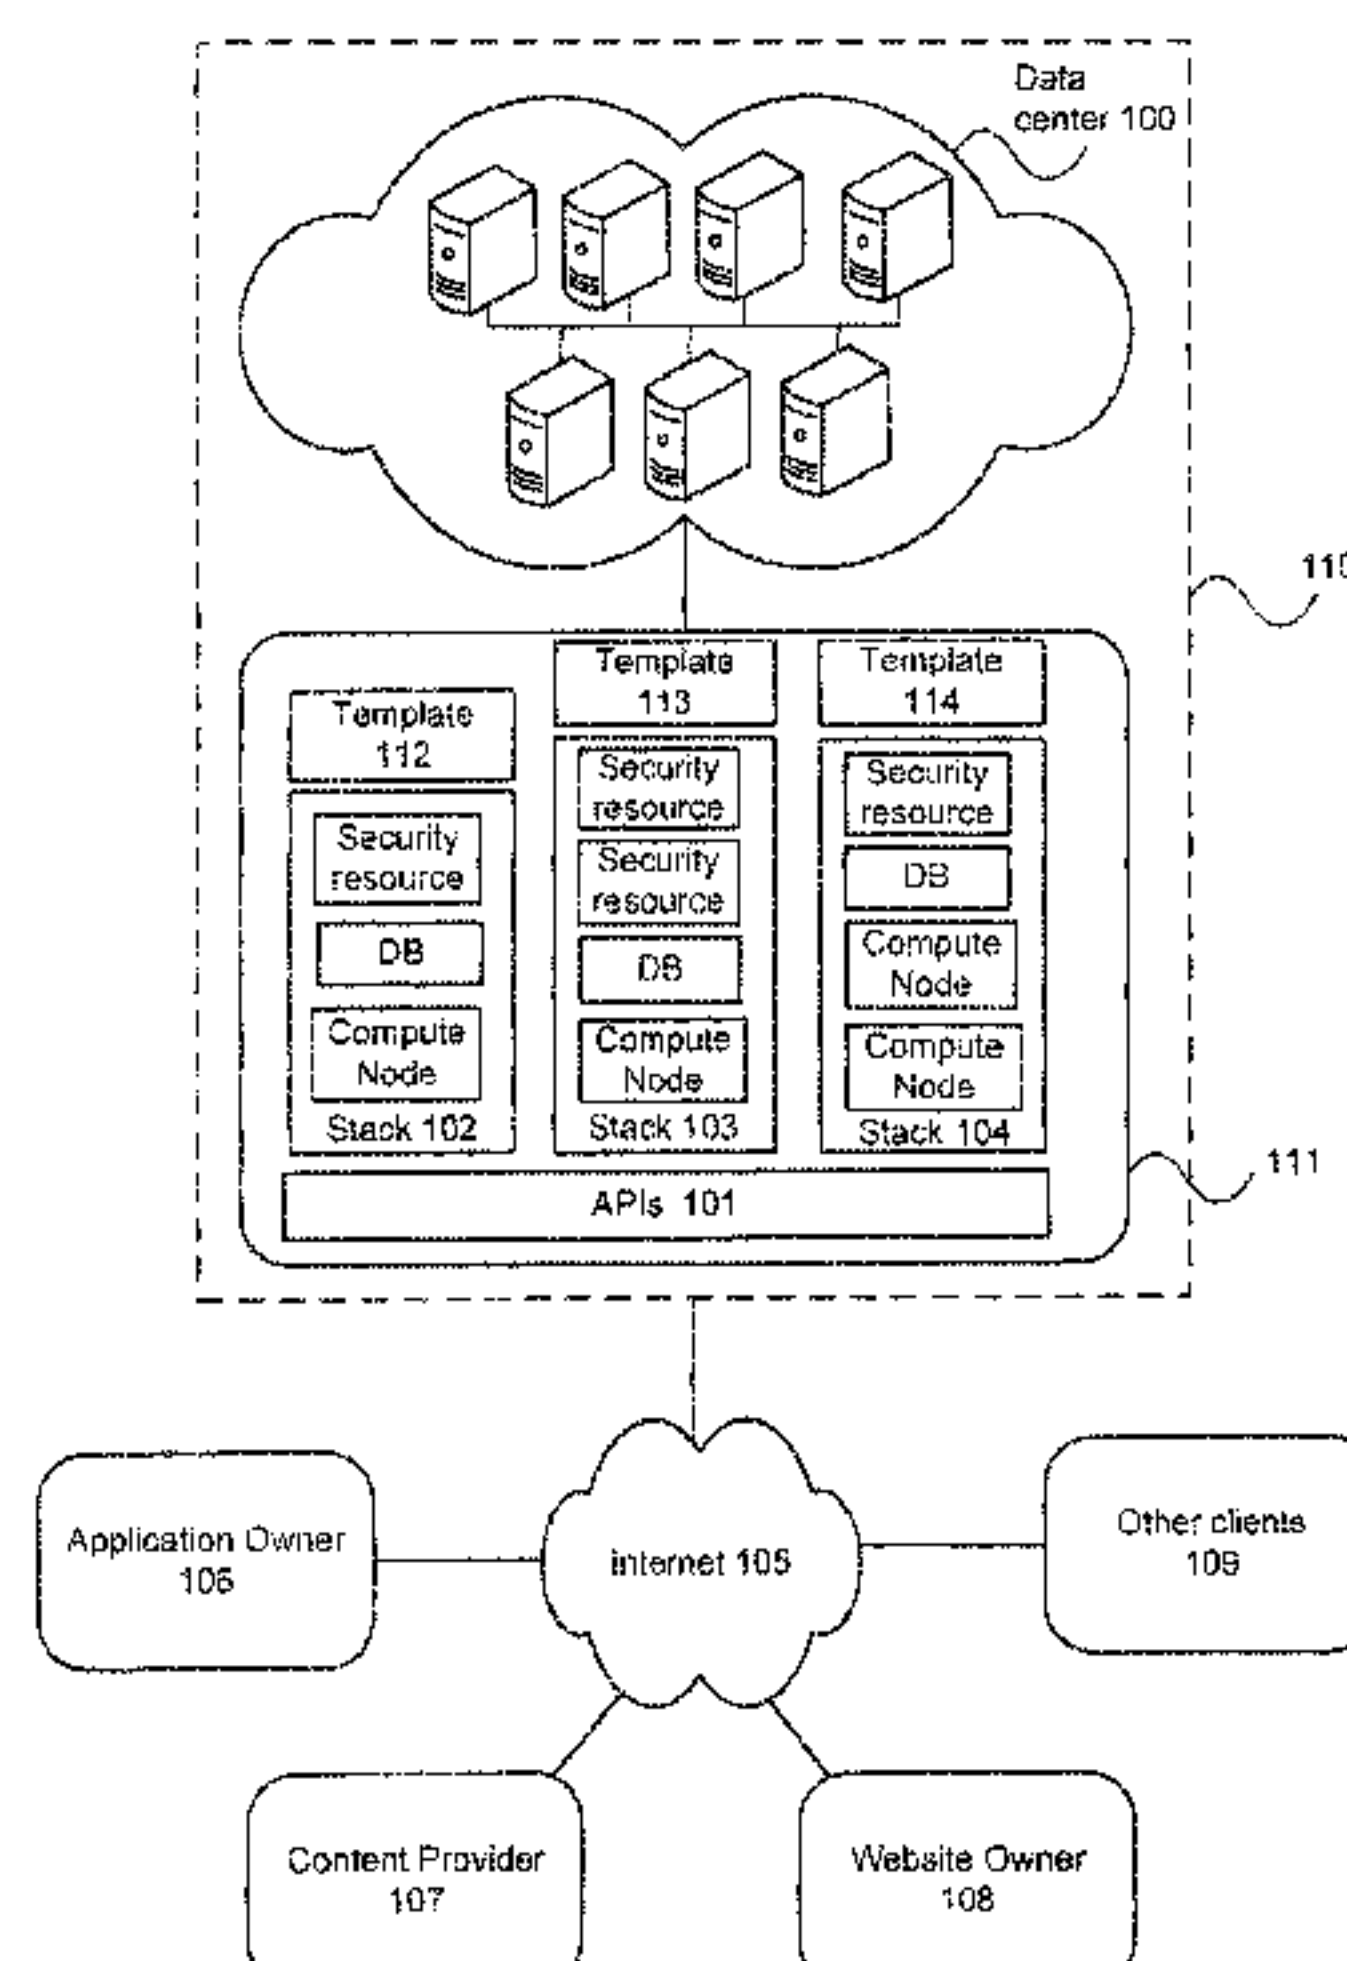 Data
center 100
110
Template
113
Template
114
Template
112
Security
resource
DB
Compute
Node
Stack 102
Security
resource
Security
resource
DB
Compute
Node
Stack 103
Security
resource
DB
Compute
Node
Compute
Node
Stack 104
111
APIs 101
Application Owner
106
internet 105
Other clients
109
Content Provider
107
Website Owner
108